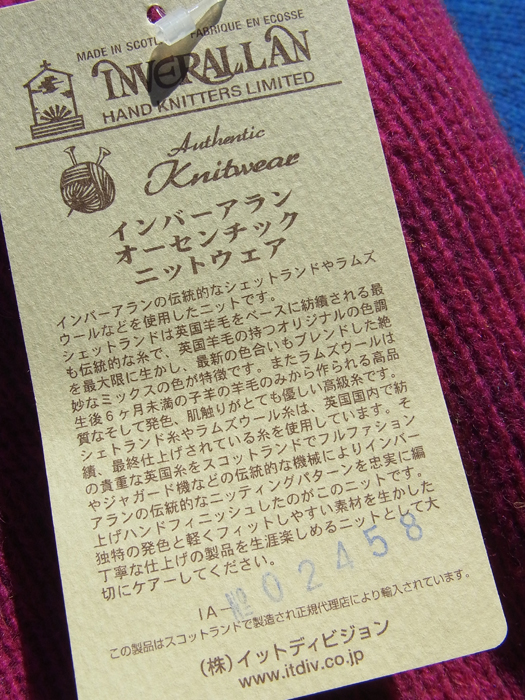 MADE IN SCOTLAND FABRIQUE EN ECOSSE
INVERALLAN
HAND KNITTERS LIMITED
Authentic
Knitwear
インバーアラン
オーセンチック
ニットウェア
インバーアランの伝統的なシェットランドやラムズ
ウールなどを使用したニットです。
シェットランドは英国羊毛をベースに紡績される最
も伝統的な糸で、英国羊毛の持つオリジナルの色調
を最大限に生かし、最新の色合いもブレンドした絶
妙なミックスの色が特徴です。またラムズウールは
生後6ヶ月未満の子羊の羊毛のみから作られる高品
質なそして発色、肌触りがとても優しい高級糸です。
シェトランド糸やラムズウール糸は、英国国内で紡
績、最終仕上げされている糸を使用しています。そ
の貴重な英国糸をスコットランドでフルファッション
やジャガード機などの伝統的な機械によりインバー
アランの伝統的なニッティングパターンを忠実に編
上げハンドフィニッシュしたのがこのニットです。
独特の発色と軽くフィットしやすい素材を生かした
丁寧な仕上げの製品を生涯楽しめるニットとして大
切にケアーしてください。
IA-№02458
この製品はスコットランドで製造され正規代理店により輸入されています。
(株)イットディビジョン
www.itdiv.co.jp